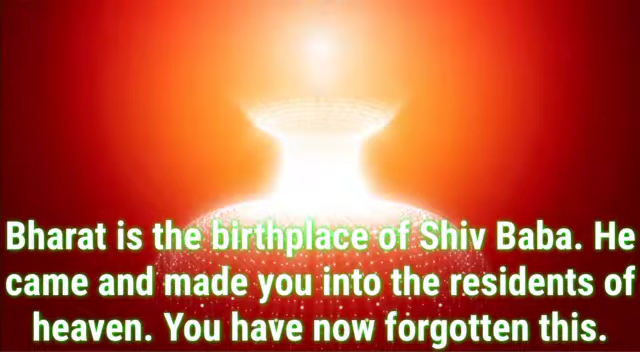 Bharat is the birthplace of Shiv Baba. He
came and made you into the residents of
heaven. You have now forgotten this.